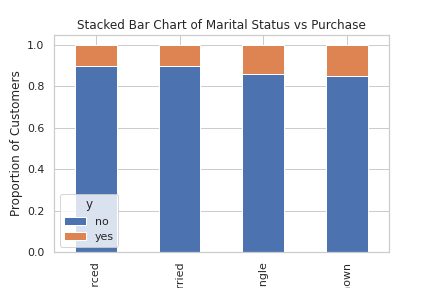 Stacked Bar Chart of Marital Status vs Purchase
Proportion of Customers
1.0
0.8
0.6
0.4
0.2
0.0
y
no
yes
rced
rried
ngle
own